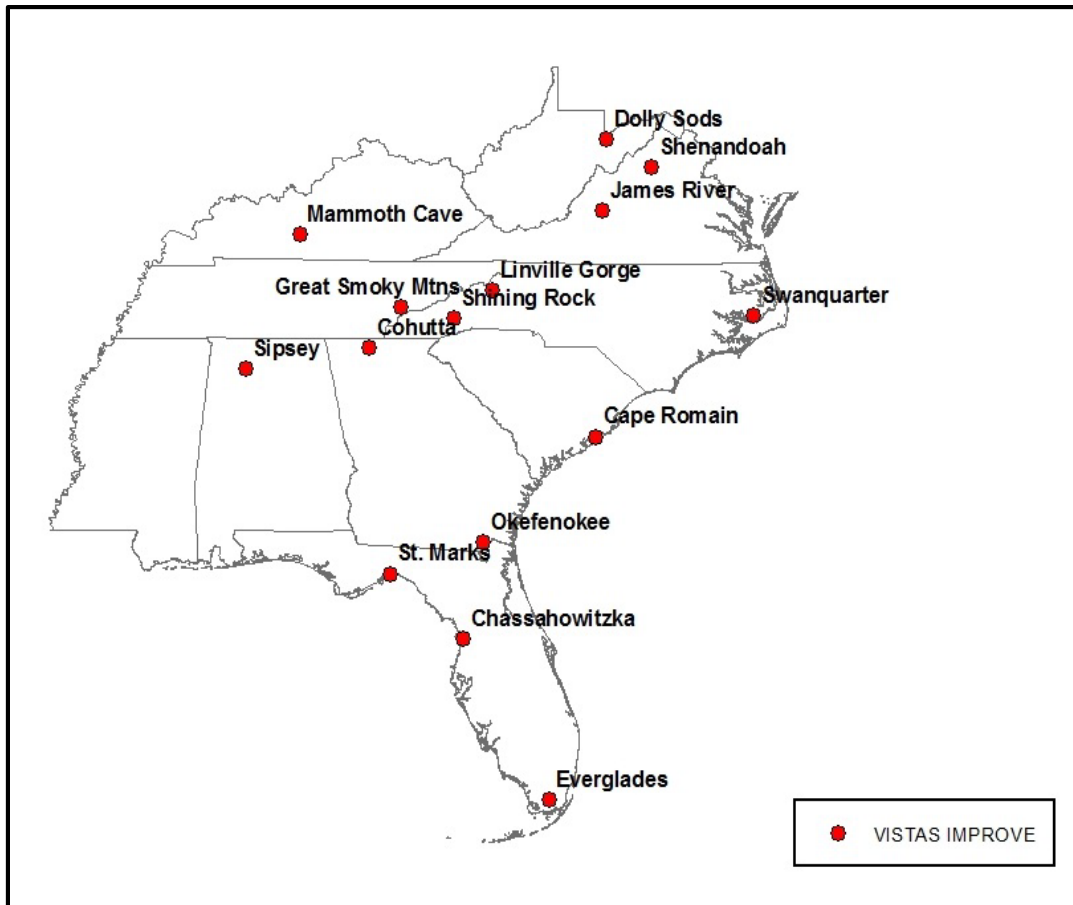 Dolly Sods
Shenandoah
James River
Mammoth Cave
Linville Gorge
Great Smoky Mtns
Shining Rock
Swanquarter
Cohutta
Sipsey
Cape Romain
Okefenokee
St. Marks
Chassahowitzka
Everglades
VISTAS IMPROVE